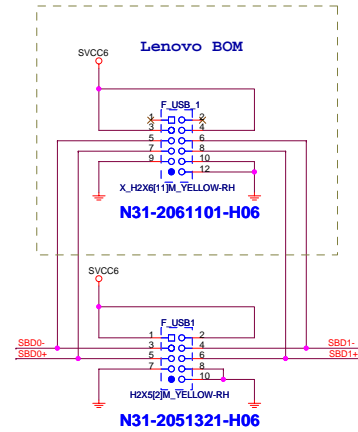 Lenovo BOM
SVCC6
F_USB_1
1 2
3 4
5 6
7 8
9 10
12
X_H2X6[11]M_YELLOW-RH
N31-2061101-H06
SVCC6
F_USB1
1 2
SBD0- 3 4 SBD1-
SBD0+ 5 6 SBD1+
7 8
10
H2X5[2]M_YELLOW-RH
N31-2051321-H06